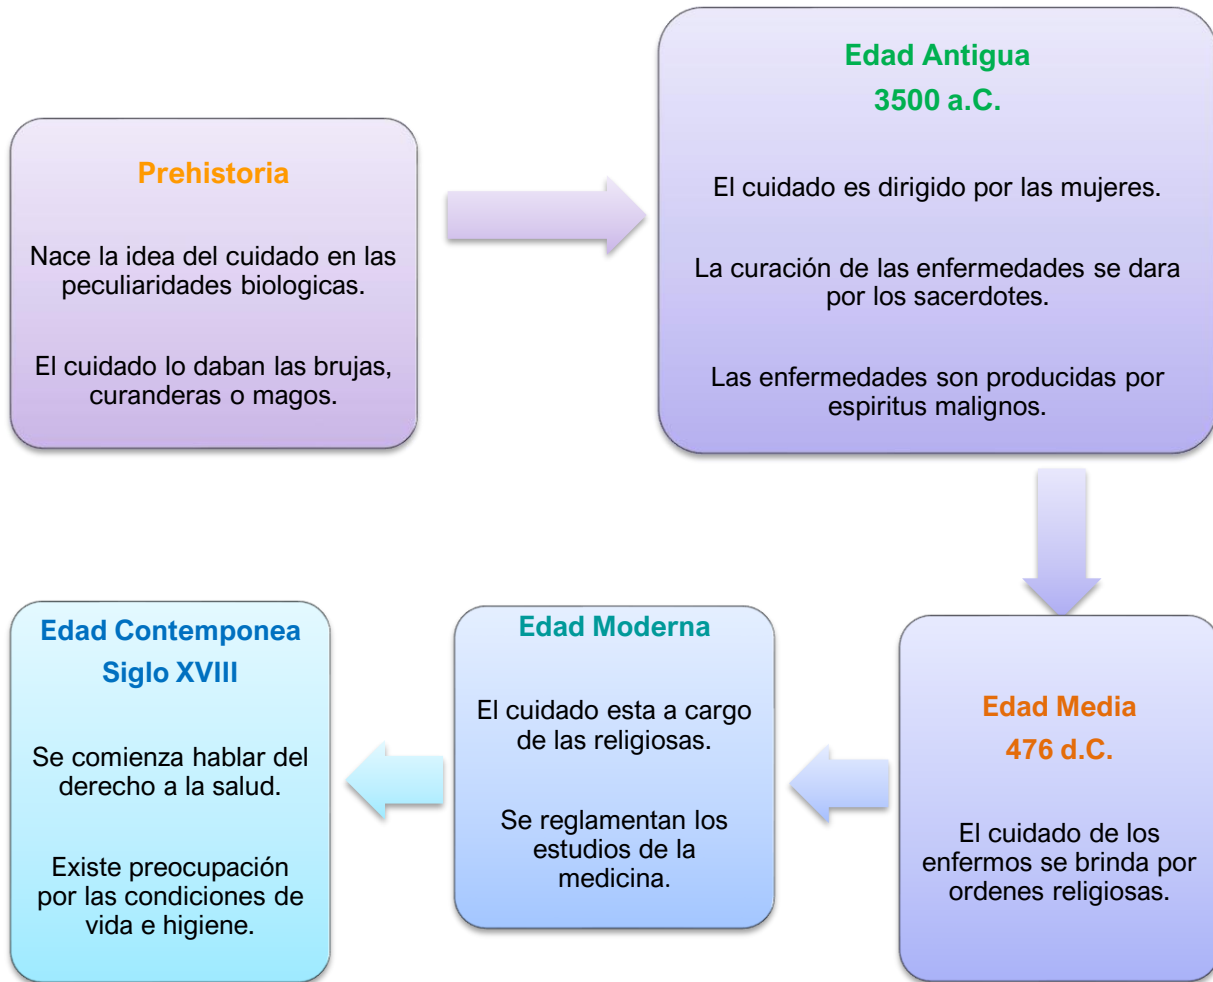 Prehistoria
Nace la idea del cuidado en las
peculiaridades biologicas.
El cuidado lo daban las brujas,
curanderas o magos.
Edad Antigua
3500 a.C.
El cuidado es dirigido por las mujeres.
La curación de las enfermedades se dara
por los sacerdotes.
Las enfermedades son producidas por
espiritus malignos.
Edad Media
476 d.C.
El cuidado de los
enfermos se brinda por
ordenes religiosas.
Edad Moderna
El cuidado esta a cargo
de las religiosas.
Se reglamentan los
estudios de la
medicina.
Edad Contemponea
Siglo XVIII
Se comienza hablar del
derecho a la salud.
Existe preocupación
por las condiciones de
vida e higiene.